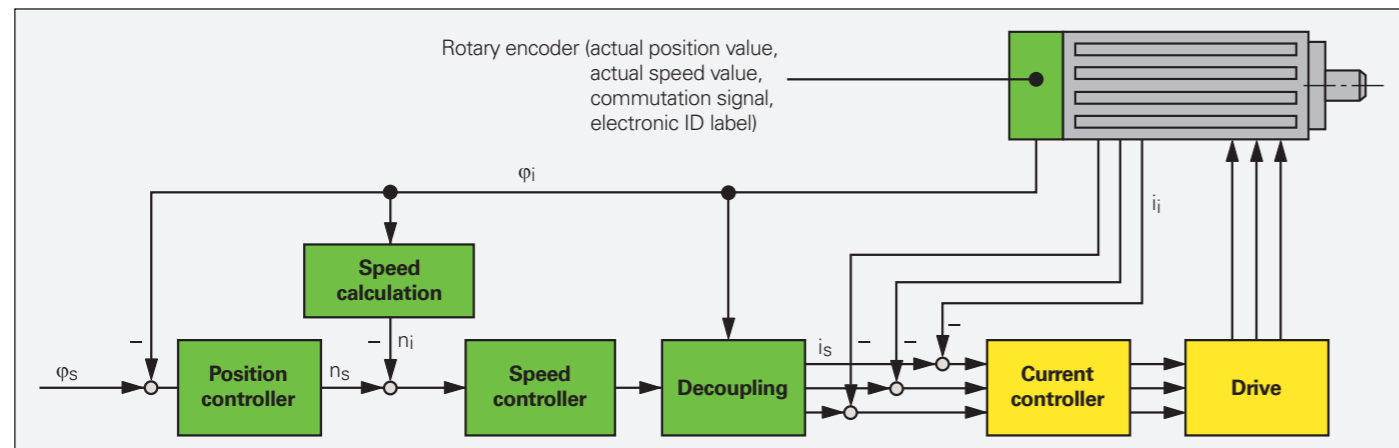 Rotary encoder (actual position value,
actual speed value,
commutation signal,
electronic ID label)
φi
ii
Speed
calculation
–
–
ni
iS
–
–
–
φS
Position
controller
nS
Speed
controller
Decoupling
Current
controller
Drive